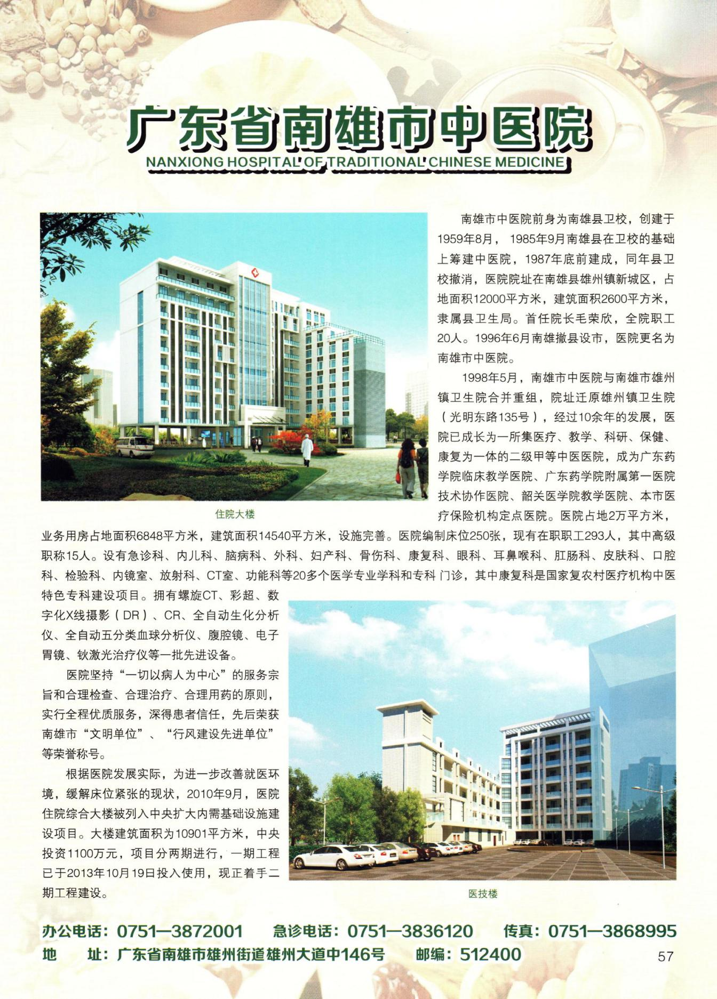 广东省南雄市中医院
NANXIONG HOSPITAL OF TRADITIONAL CHINESE MEDICINE
南雄市中医院前身为南雄县卫校，创建于
1959年8月， 1985年9月南雄县在卫校的基础
上筹建中医院，1987年底前建成，同年县卫
校撤消，医院院址在南雄县雄州镇新城区，占
地面积12000平方米，建筑面积2600平方米，
隶属县卫生局。首任院长毛荣欣，全院职工
20人。1996年6月南雄撤县设市，医院更名为
南雄市中医院。
1998年5月，南雄市中医院与南雄市雄州
镇卫生院合并重组，院址迁原雄州镇卫生院
（光明东路135号），经过10余年的发展，医
院已成长为一所集医疗、教学、科研、保健、
康复为一体的二级甲等中医医院，成为广东药
学院临床教学医院、广东药学院附属第一医院
技术协作医院、韶关医学院教学医院、本市医
疗保险机构定点医院。医院占地2万平方米，
住院大楼
业务用房占地面积6848平方米，建筑面积14540平方米，设施完善。医院编制床位250张，现有在职职工293人，其中高级
职称15人。设有急诊科、内儿科、脑病科、外科、妇产科、骨伤科、康复科、眼科、耳鼻喉科、肛肠科、皮肤科、口腔
科、检验科、内镜室、放射科、CT室、功能科等20多个医学专业学科和专科 门诊，其中康复科是国家复农村医疗机构中医
特色专科建设项目。拥有螺旋CT、彩超、数
字化X线摄影（DR）、CR、全自动生化分析
仪、全自动五分类血球分析仪、腹腔镜、电子
胃镜、钬激光治疗仪等一批先进设备。
医院坚持“一切以病人为中心”的服务宗
旨和合理检查、合理治疗、合理用药的原则，
实行全程优质服务，深得患者信任，先后荣获
南雄市“文明单位”、“行风建设先进单位”
等荣誉称号。
根据医院发展实际，为进一步改善就医环
境，缓解床位紧张的现状，2010年9月，医院
住院综合大楼被列入中央扩大内需基础设施建
设项目。大楼建筑面积为10901平方米，中央
投资1100万元，项目分两期进行，一期工程
已于2013年10月19日投入使用，现正着手二
期工程建设。
医技楼
办公电话：0751—3872001 急诊电话：0751—3836120 传真：0751—3868995
地 址：广东省南雄市雄州街道雄州大道中146号 邮编：512400
57